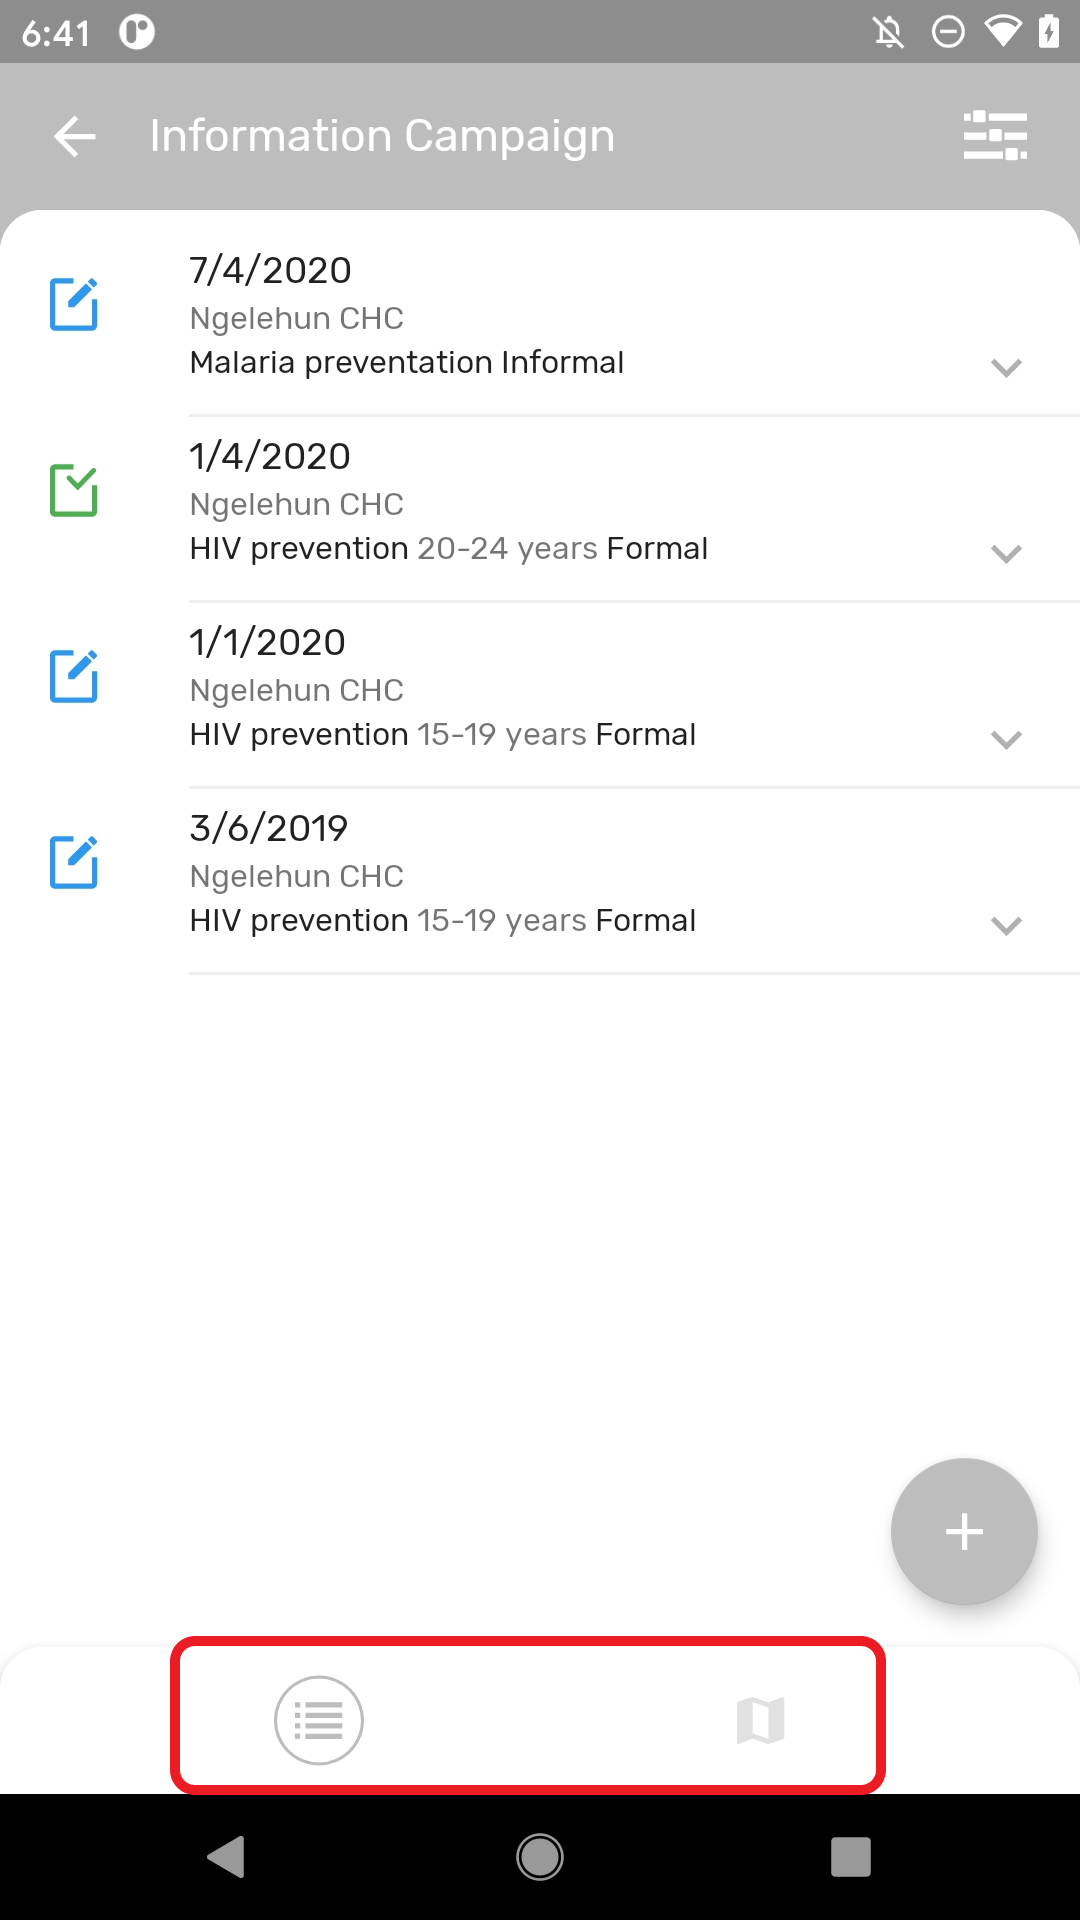 6:41
Information Campaign
7/4/2020
Ngelehun CHC
Malaria preventation Informal
1/4/2020
Ngelehun CHC
HIV prevention 20-24 years Formal
1/1/2020
Ngelehun CHC
HIV prevention 15-19 years Formal
3/6/2019
Ngelehun CHC
HIV prevention 15-19 years Formal